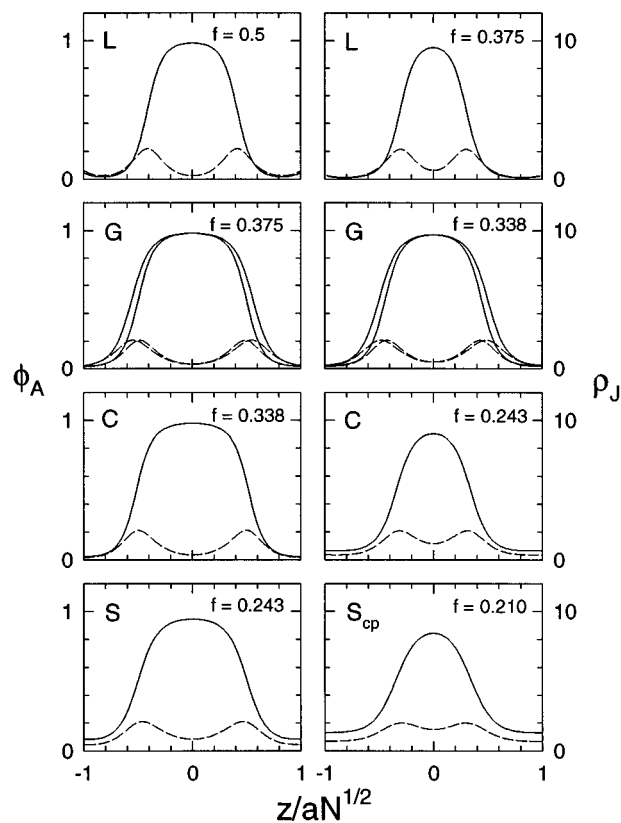 1 L f = 0.5 L f = 0.375 10
0 0
1 G f = 0.375 G f = 0.338 10
0 0
ϕA ρJ
1 C f = 0.338 C f = 0.243 10
0 0
1 S f = 0.243 Scp f = 0.210 10
0 0
-1 0 1 -1 0 1
z/aN1/2